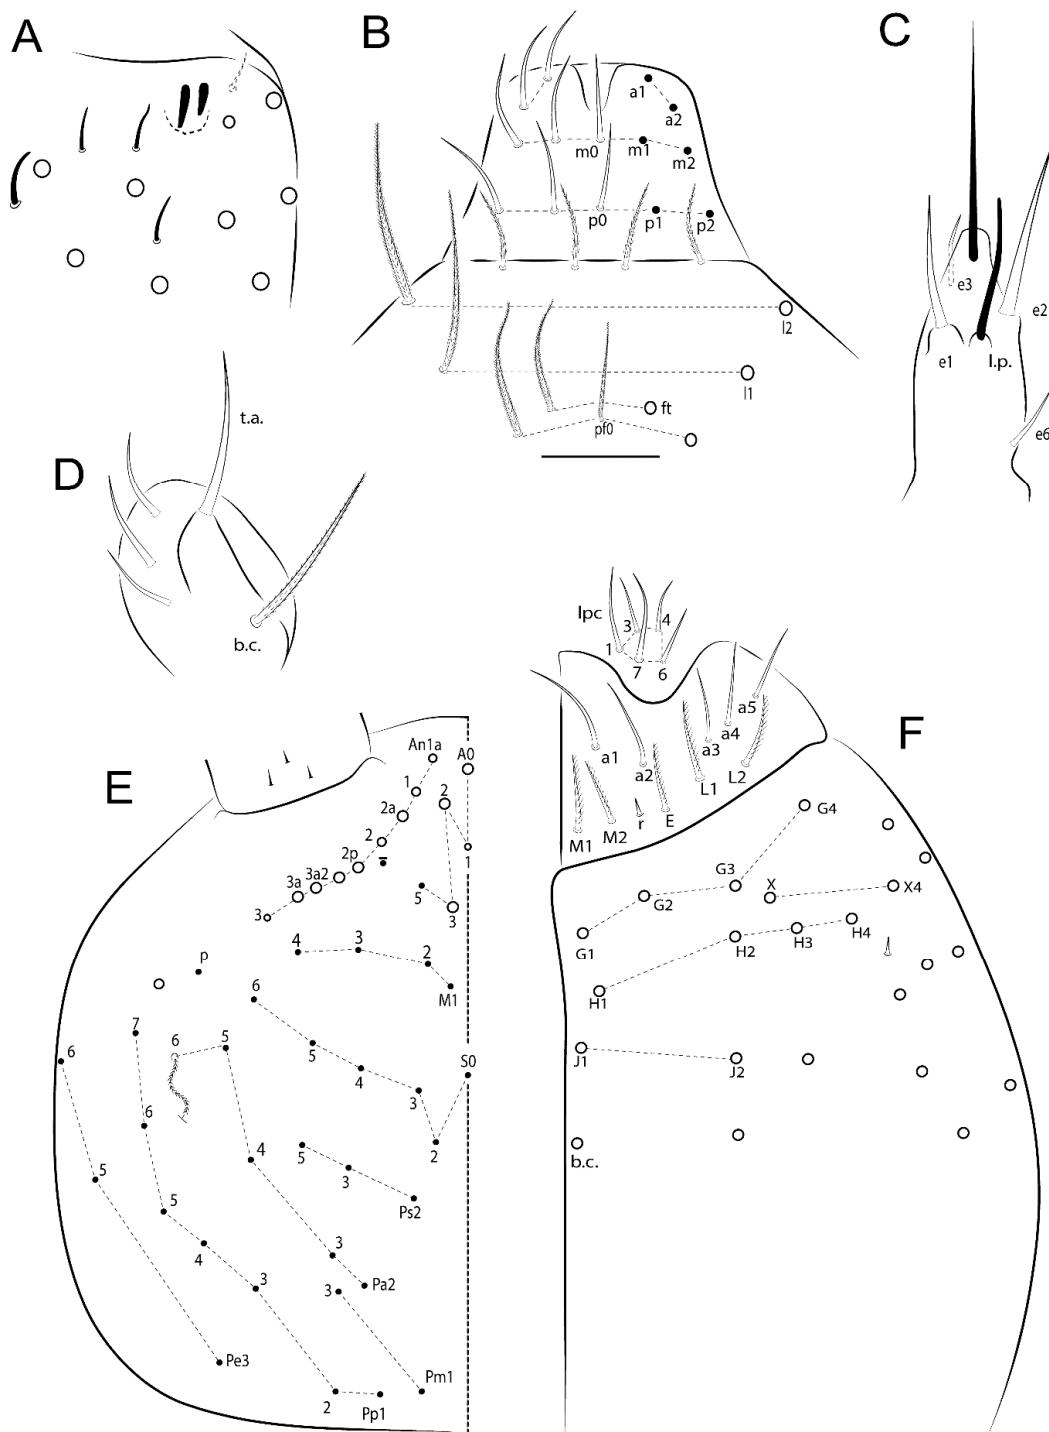 A
B
C
a1
a2
m0
m1
m2
p0
p1
p2
l2
l1
ft
pf0
e3
e2
e1
l.p.
e6
D
t.a.
b.c.
E
An1a
A0
1
2
2a
2
1
2p
3a2
3a
3
5
3
4
3
2
M1
p
6
7
6
5
6
5
4
3
S0
2
6
5
4
5
3
Ps2
5
4
3
3
Pa2
3
Pe3
Pm1
2
Pp1
F
lpc
3
4
1
7
6
a1
a2
a3
a4
a5
L1
L2
M1
M2
r
E
G4
G3
G2
X
X4
G1
H2
H3
H4
H1
J1
J2
b.c.